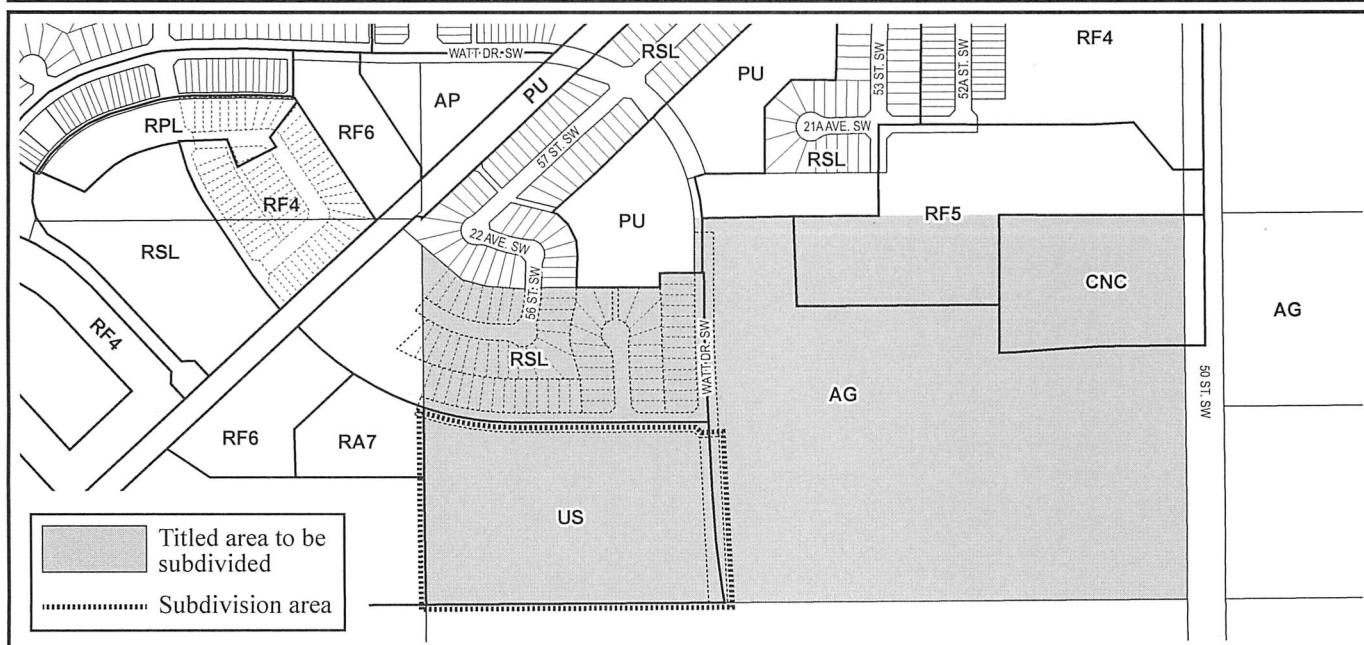 RF4
RSL
WATT DR. SW
PU
53 ST. SW
52A ST. SW
AP
PU
RPL
RF6
57 ST. SW
21A AVE. SW
RSL
RF4
PU
RF5
22 AVE. SW
RSL
56 ST. SW
CNC
AG
RF4
RSL
WATT DR. SW
AG
50 ST. SW
RF6
RA7
US
Titled area to be
subdivided
Subdivision area